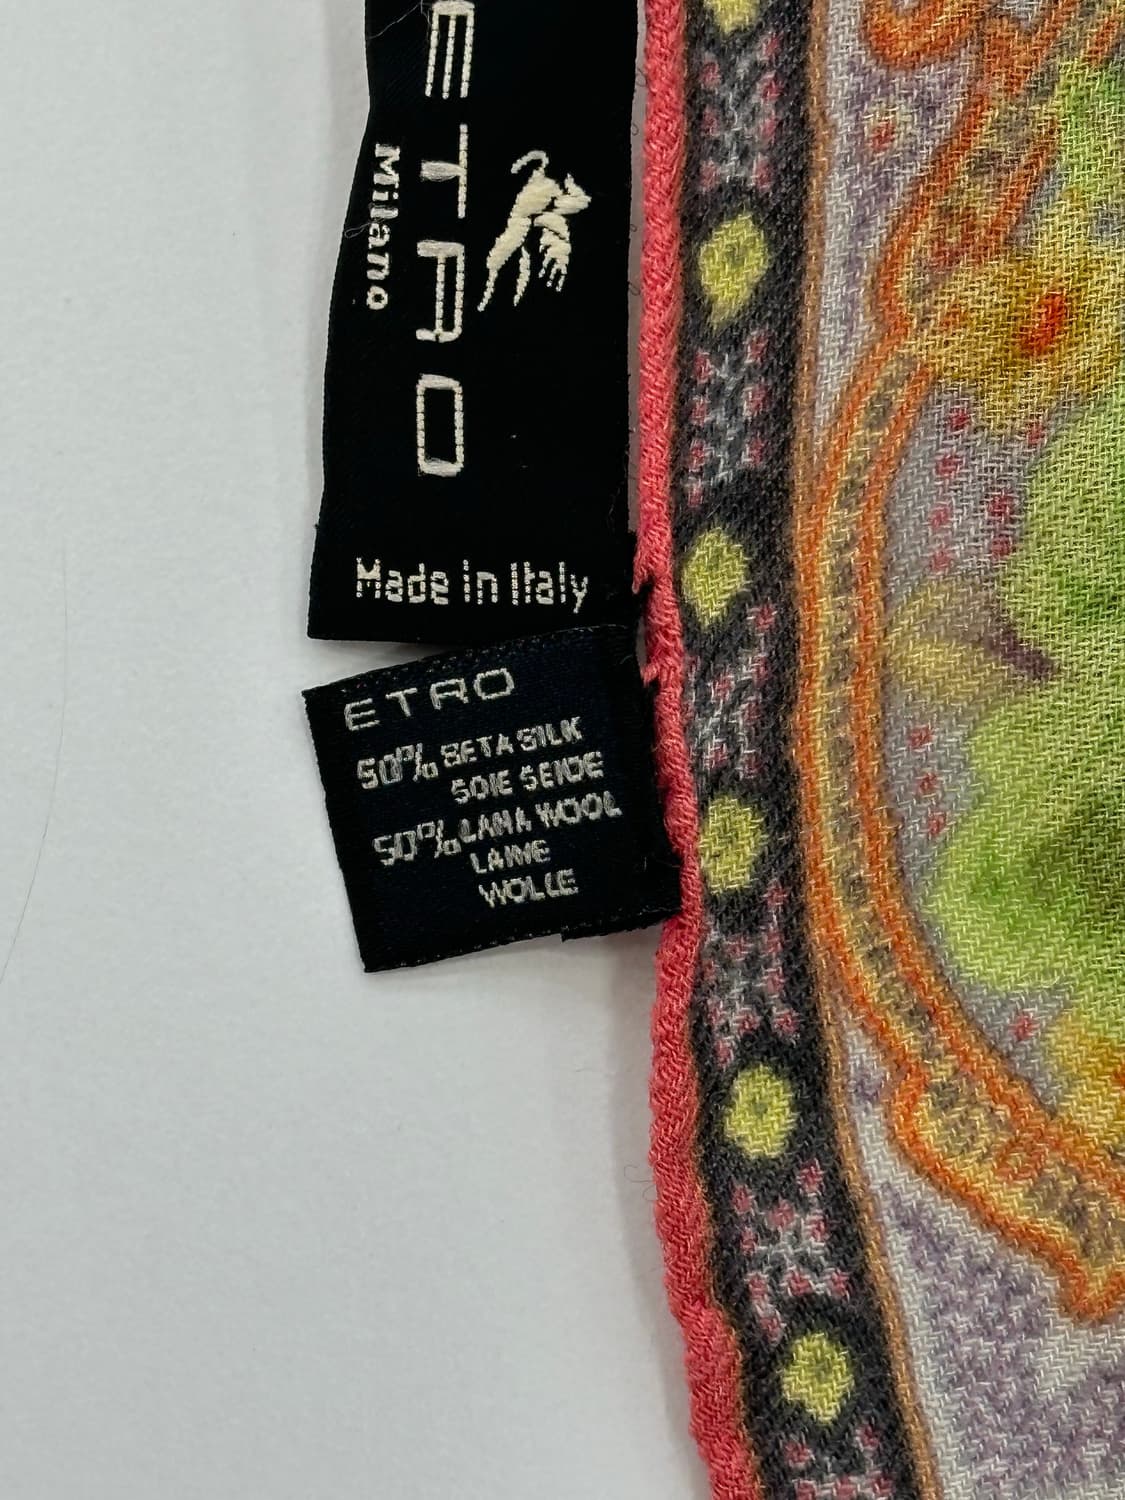 ETRO
Milano
Made in Italy
ETRO
50% SETA SILK
SOIE SEIDE
50% LANA WOOL
LAINE
WOLLE